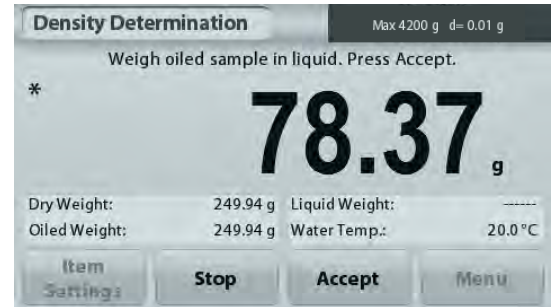 Density Determination
Max 4200 g d= 0.01 g
Weigh oiled sample in liquid. Press Accept.
* 78.37 g
Dry Weight: 249.94 g Liquid Weight: ------
Oiled Weight: 249.94 g Water Temp.: 20.0 °C
Item Settings Stop Accept Menu